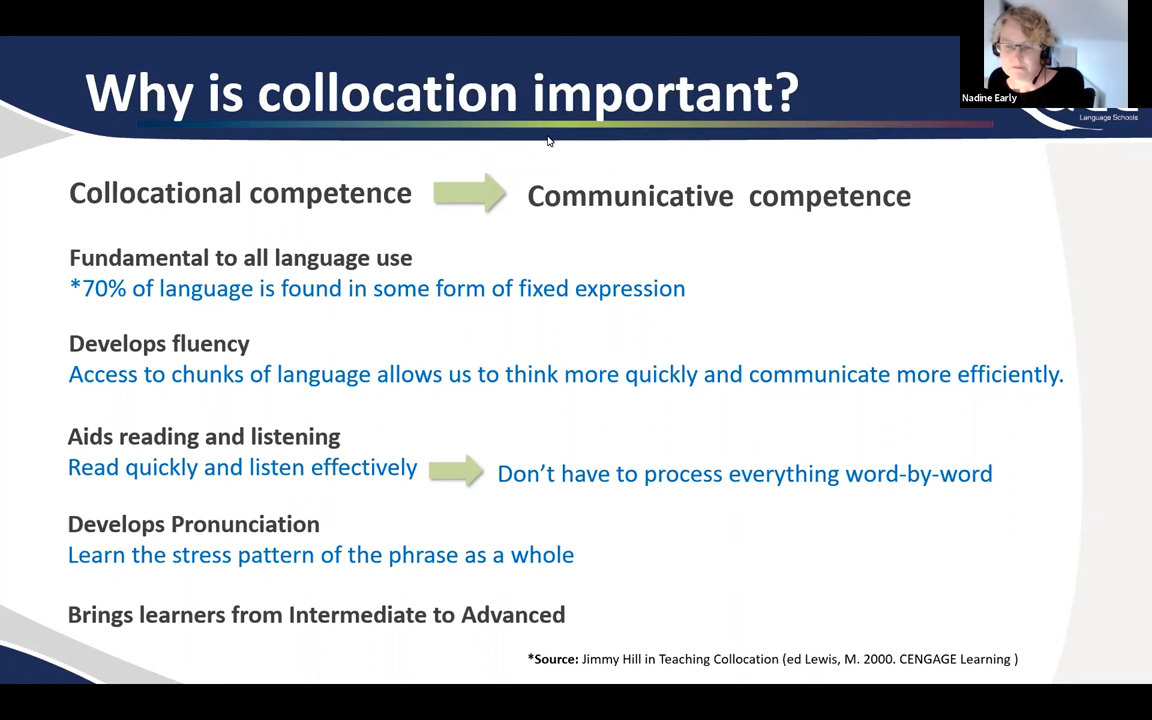 Why is collocation important?
Nadine Early
Language Schools
Collocational competence
Communicative competence
Fundamental to all language use
*70% of language is found in some form of fixed expression
Develops fluency
Access to chunks of language allows us to think more quickly and communicate more efficiently.
Aids reading and listening
Read quickly and listen effectively
Don't have to process everything word-by-word
Develops Pronunciation
Learn the stress pattern of the phrase as a whole
Brings learners from Intermediate to Advanced
*Source: Jimmy Hill in Teaching Collocation (ed Lewis, M. 2000. CENGAGE Learning )